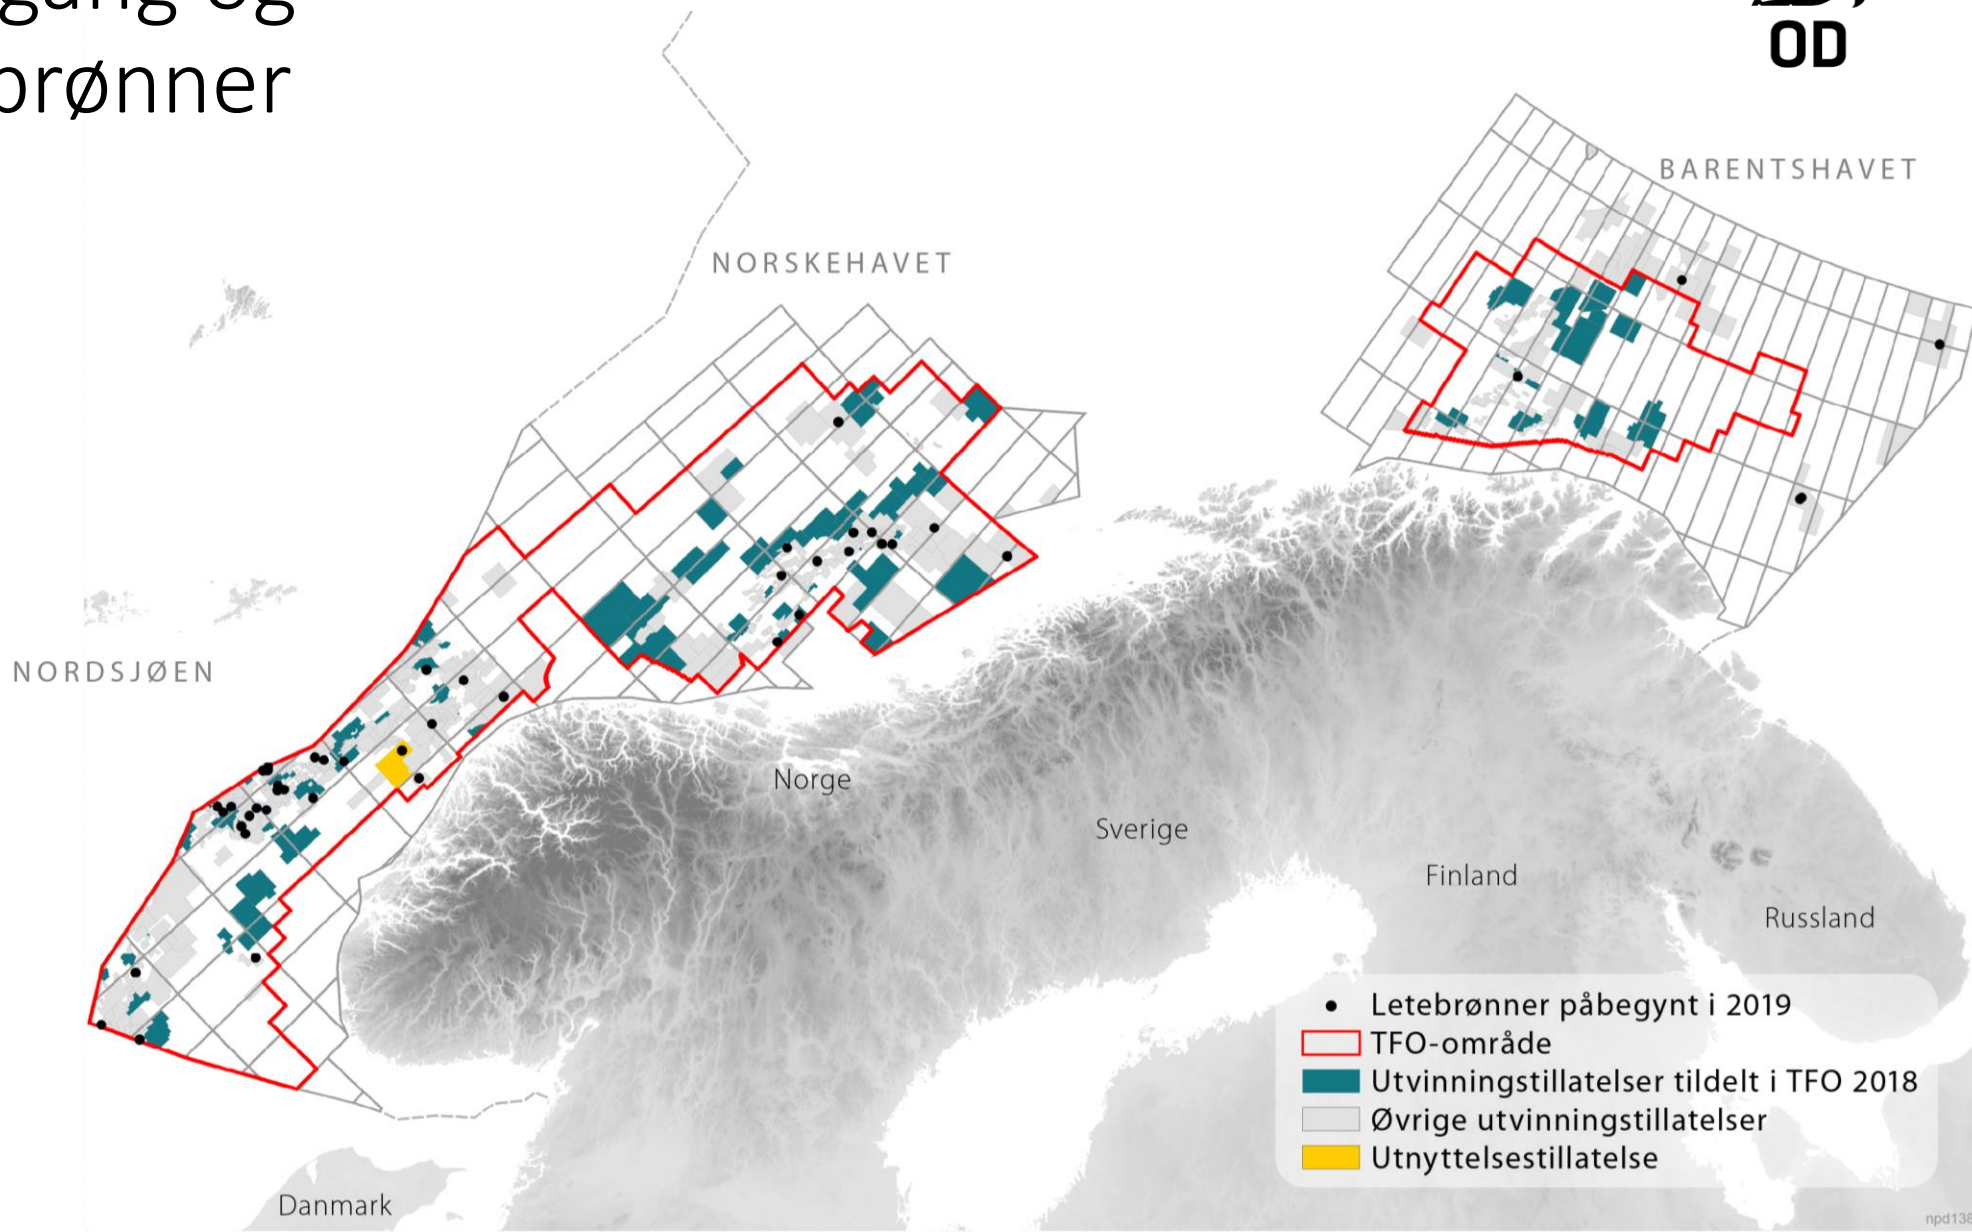 brønner
OD
BARENTSHAVET
NORSKEHAVET
NORDSJØEN
Norge
Sverige
Finland
Russland
Danmark
Letebrønner påbegynt i 2019
TFO-område
Utvinningstillatelser tildelt i TFO 2018
Øvrige utvinningstillatelser
Utnyttelsestillatelse
npd138